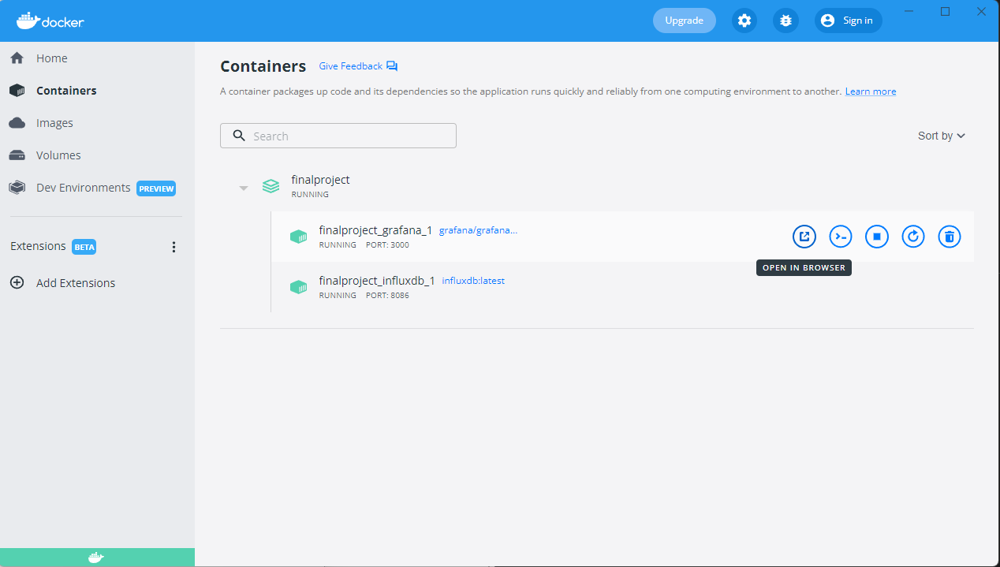 docker
Upgrade
Sign in
Home
Containers
Images
Volumes
Dev Environments PREVIEW
Extensions BETA
Add Extensions
Containers Give Feedback
A container packages up code and its dependencies so the application runs quickly and reliably from one computing environment to another. Learn more
Search
Sort by
finalproject
RUNNING
finalproject_grafana_1 grafana/grafana...
RUNNING PORT: 3000
OPEN IN BROWSER
finalproject_influxdb_1 influxdb:latest
RUNNING PORT: 8086